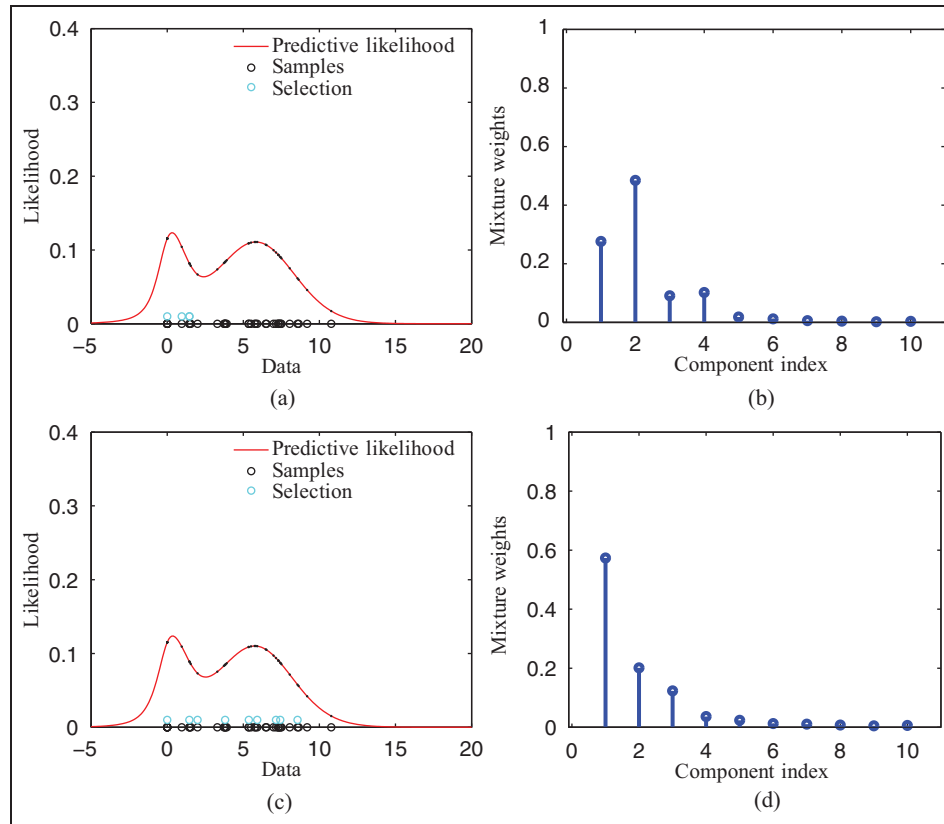 0.4
0.3
0.2
0.1
0
−5
0
5
10
15
20
Likelihood
Data
Predictive likelihood
Samples
Selection
(a)
1
0.8
0.6
0.4
0.2
0
0
2
4
6
8
10
Mixture weights
Component index
(b)
0.4
0.3
0.2
0.1
0
−5
0
5
10
15
20
Likelihood
Data
Predictive likelihood
Samples
Selection
(c)
1
0.8
0.6
0.4
0.2
0
0
2
4
6
8
10
Mixture weights
Component index
(d)